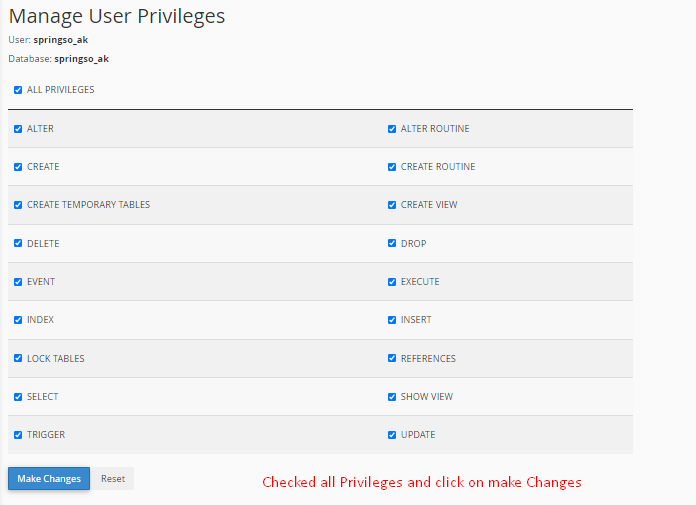 Manage User Privileges
User: springso_ak
Database: springso_ak
ALL PRIVILEGES
ALTER
ALTER ROUTINE
CREATE
CREATE ROUTINE
CREATE TEMPORARY TABLES
CREATE VIEW
DELETE
DROP
EVENT
EXECUTE
INDEX
INSERT
LOCK TABLES
REFERENCES
SELECT
SHOW VIEW
TRIGGER
UPDATE
Make Changes
Reset
Checked all Privileges and click on make Changes